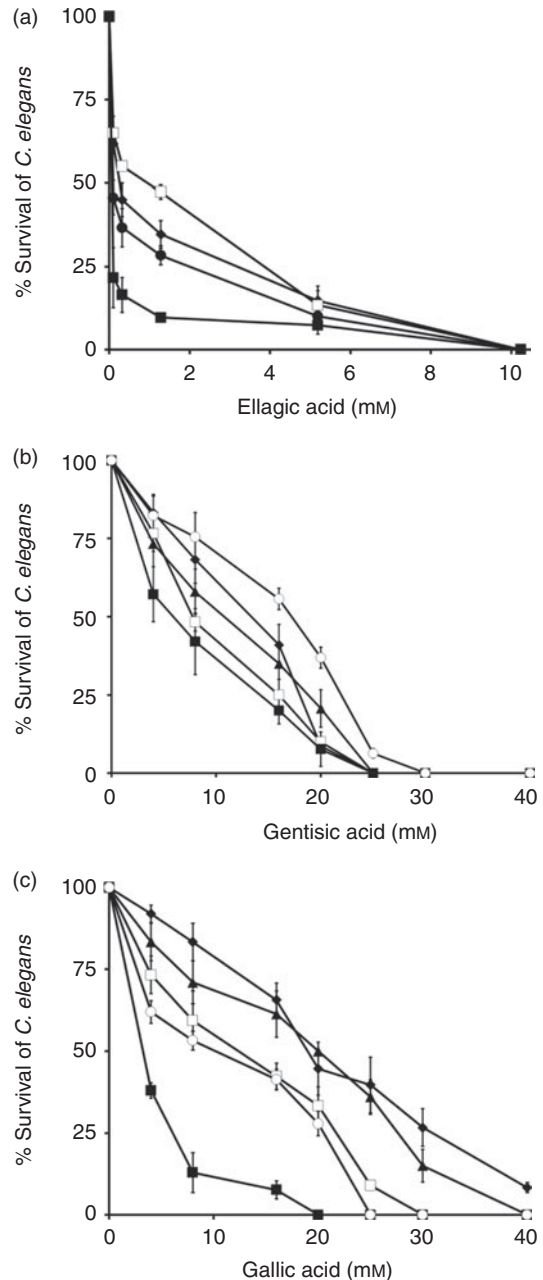 (a)
100
75
50
25
0
% Survival of C. elegans
0 2 4 6 8 10
Ellagic acid (mM)
(b)
100
75
50
25
0
% Survival of C. elegans
0 10 20 30 40
Gentisic acid (mM)
(c)
100
75
50
25
0
% Survival of C. elegans
0 10 20 30 40
Gallic acid (mM)